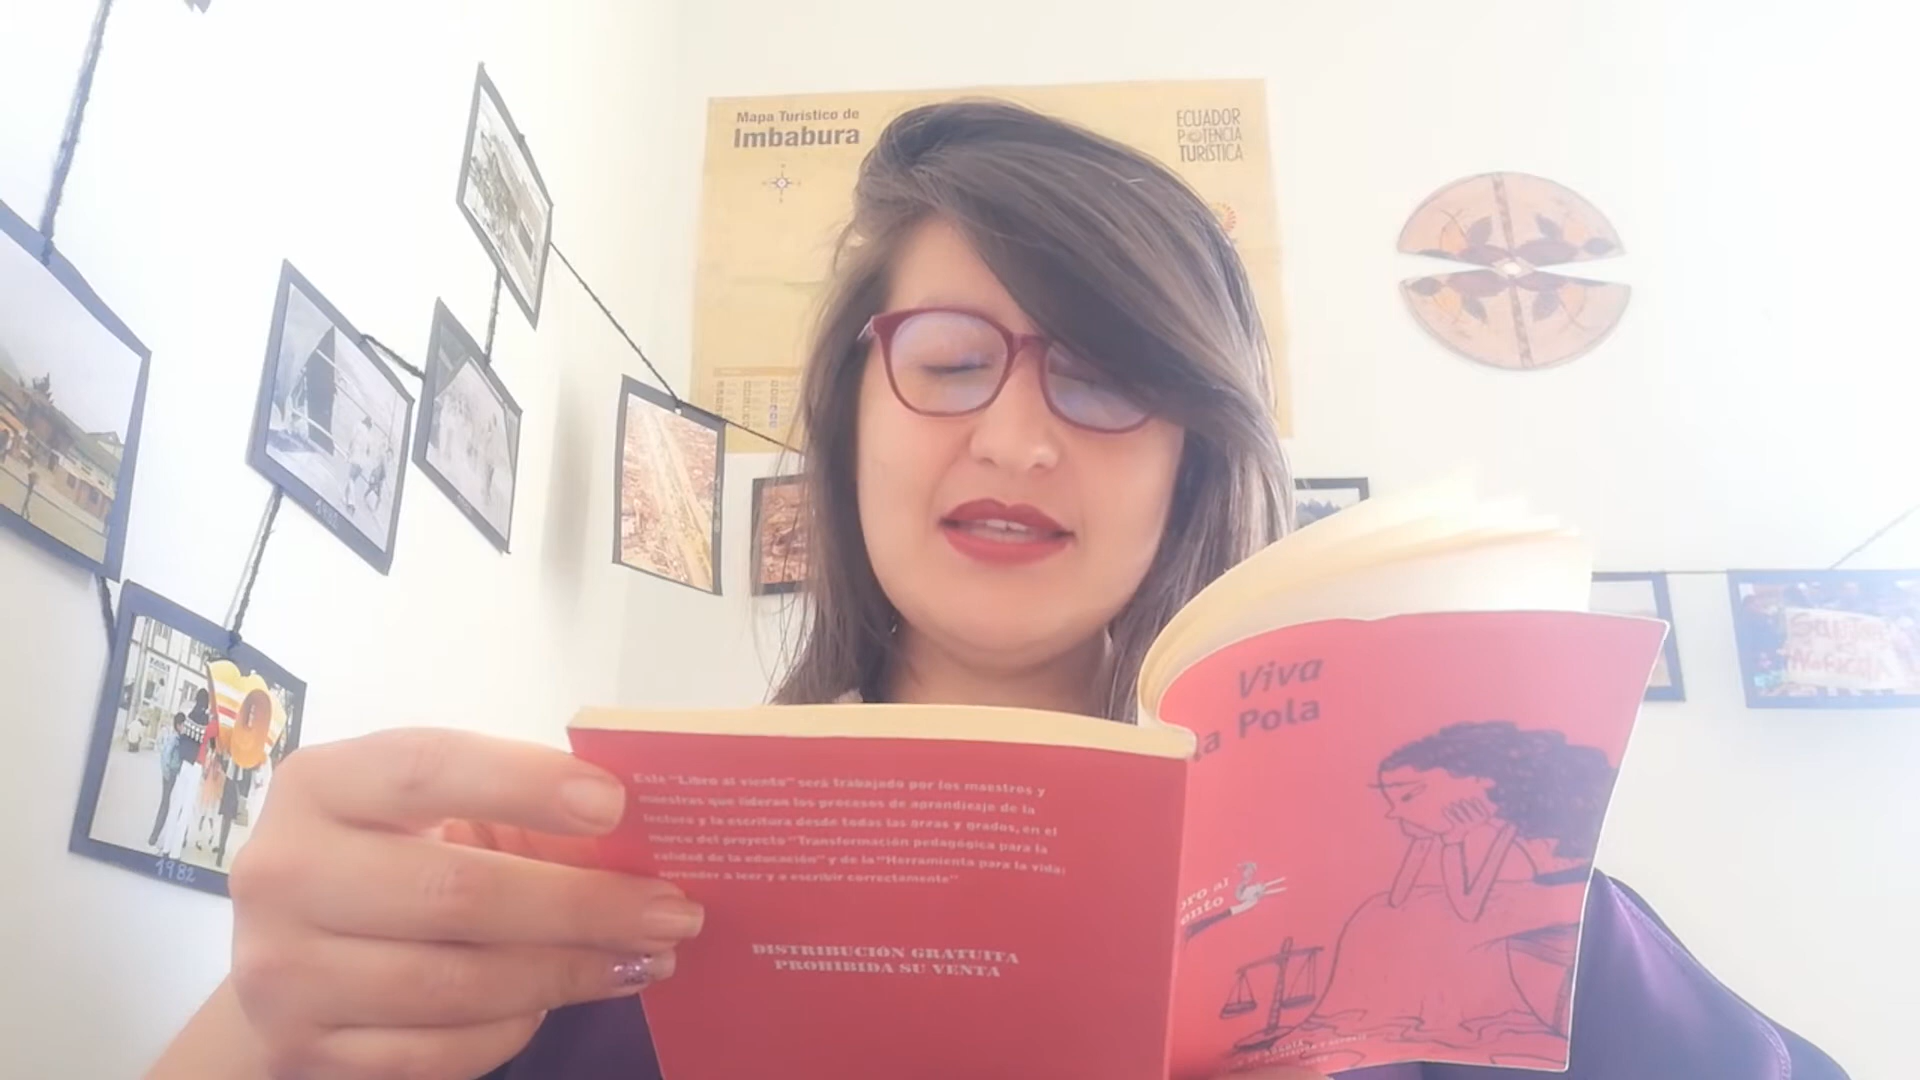 Mapa Turístico de
Imbabura
ECUADOR
POTENCIA
TURÍSTICA
1982
Viva
a Pola
Este "Libro al viento" será trabajado por los maestros y
maestras que lideran los procesos de aprendizaje de la
lectura y la escritura desde todas las áreas y grados, en el
marco del proyecto "Transformación pedagógica para la
calidad de la educación" y de la "Herramienta para la vida:
aprender a leer y a escribir correctamente"
DISTRIBUCIÓN GRATUITA
PROHIBIDA SU VENTA
bro al
ento